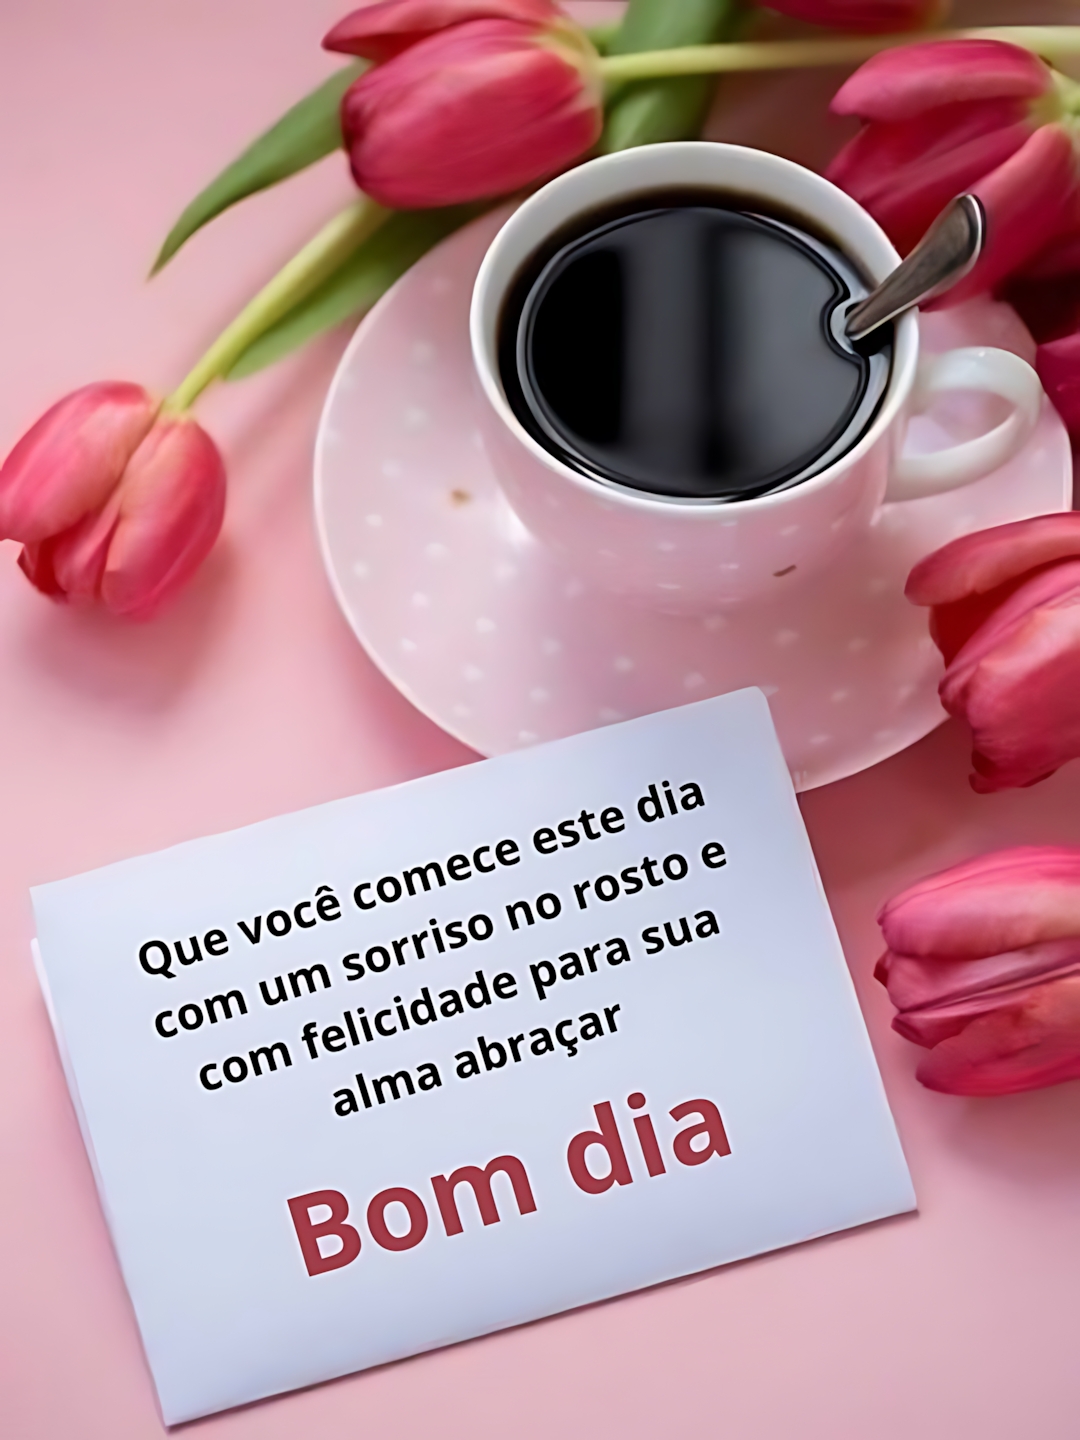 Que você comece este dia
com um sorriso no rosto e
com felicidade para sua
alma abraçar
Bom dia